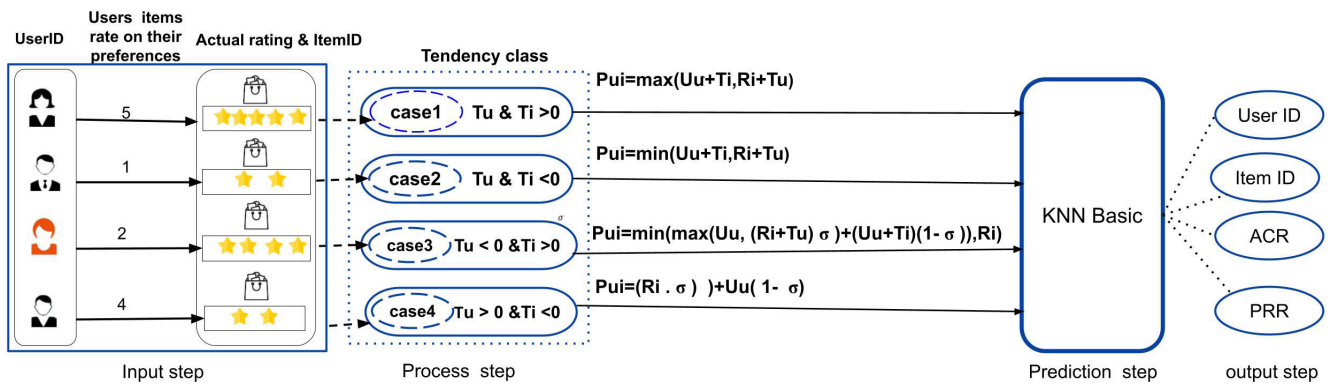 UserID
Users items
rate on their
preferences
Actual rating & ItemID
Tendency class
5
1
2
4
case1 Tu & Ti >0
case2 Tu & Ti <0
σ
case3 Tu < 0 &Ti >0
case4 Tu > 0 &Ti <0
Pui=max(Uu+Ti,Ri+Tu)
Pui=min(Uu+Ti,Ri+Tu)
Pui=min(max(Uu, (Ri+Tu) σ )+(Uu+Ti)(1- σ )),Ri)
Pui=(Ri . σ ) )+Uu( 1- σ)
KNN Basic
User ID
Item ID
ACR
PRR
Input step
Process step
Prediction step
output step